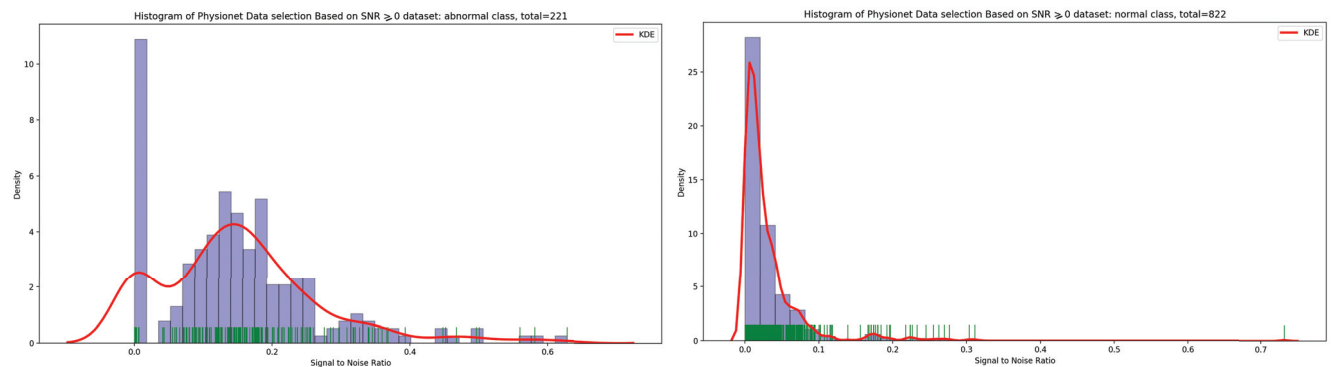 Histogram of Physionet Data selection Based on SNR ⩾ 0 dataset: abnormal class, total=221
KDE
10
8
6
4
2
0
Density
0.0 0.2 0.4 0.6
Signal to Noise Ratio
Histogram of Physionet Data selection Based on SNR ⩾ 0 dataset: normal class, total=822
KDE
25
20
15
10
5
0
Density
0.0 0.1 0.2 0.3 0.4 0.5 0.6 0.7
Signal to Noise Ratio